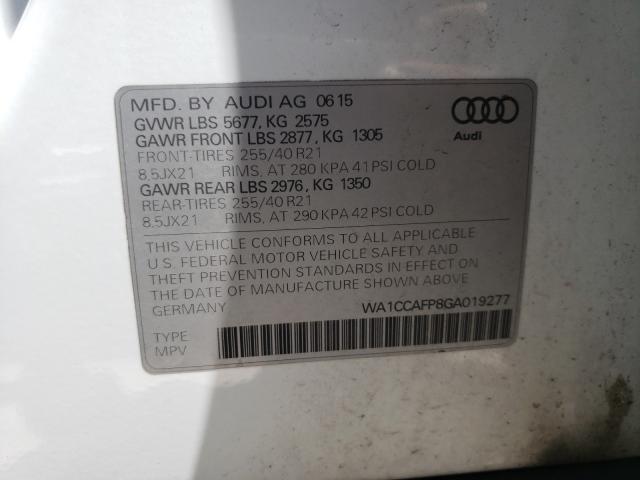 MFD. BY AUDI AG 06 15
GVWR LBS 5677, KG 2575
GAWR FRONT LBS 2877, KG 1305
FRONT-TIRES 255/40 R21
8.5JX21 RIMS, AT 280 KPA 41 PSI COLD
GAWR REAR LBS 2976, KG 1350
REAR-TIRES 255/40 R21
8.5JX21 RIMS, AT 290 KPA 42 PSI COLD
Audi
THIS VEHICLE CONFORMS TO ALL APPLICABLE
U.S. FEDERAL MOTOR VEHICLE SAFETY AND
THEFT PREVENTION STANDARDS IN EFFECT ON
THE DATE OF MANUFACTURE SHOWN ABOVE.
GERMANY
WA1CCAFP8GA019277
TYPE
MPV